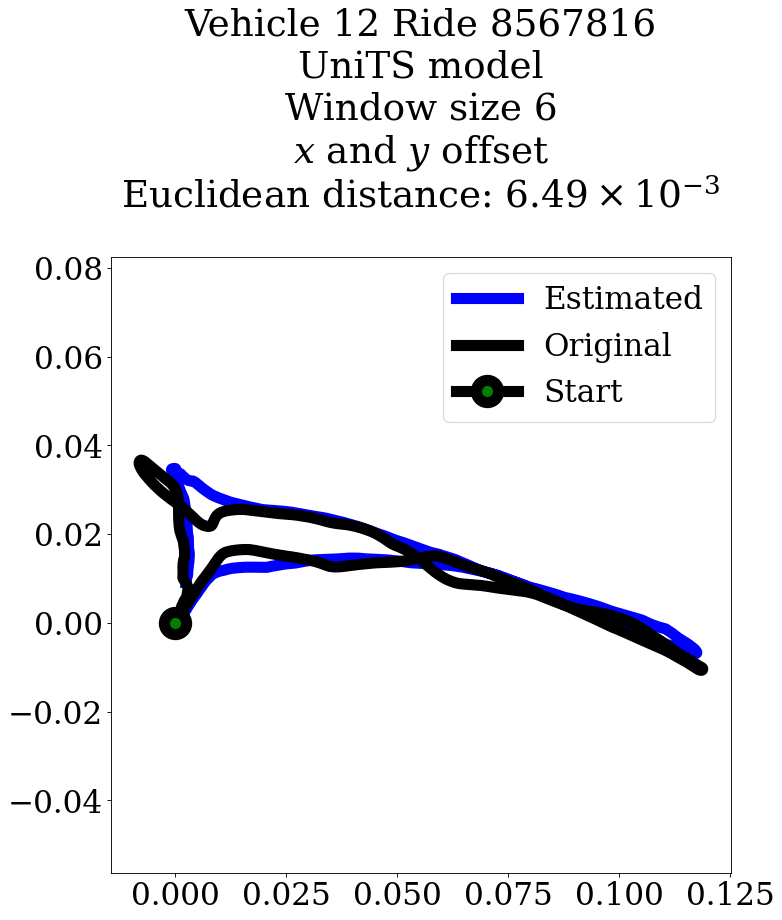 Vehicle 12 Ride 8567816
UniTS model
Window size 6
x and y offset
Euclidean distance: 6.49 × 10⁻³
Estimated
Original
Start
0.08
0.06
0.04
0.02
0.00
−0.02
−0.04
0.000 0.025 0.050 0.075 0.100 0.125